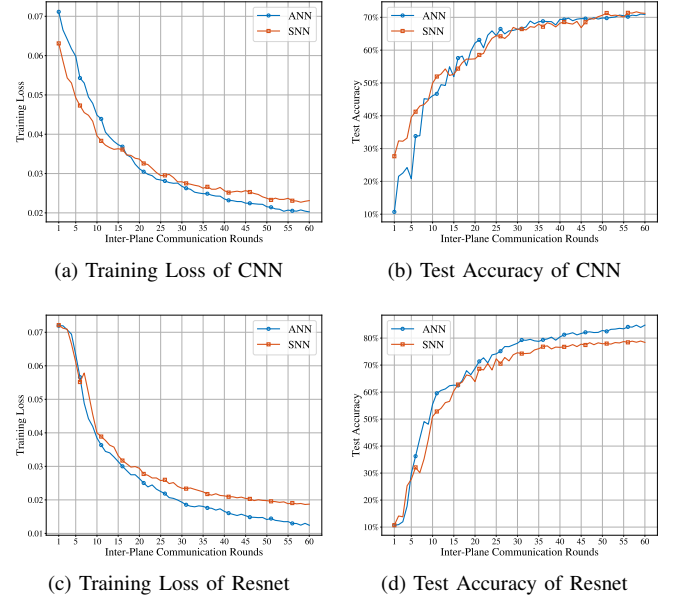 0.07
0.06
0.05
0.04
0.03
0.02
Training Loss
ANN
SNN
1 5 10 15 20 25 30 35 40 45 50 55 60
Inter-Plane Communication Rounds
(a) Training Loss of CNN
70%
60%
50%
40%
30%
20%
10%
Test Accuracy
ANN
SNN
1 5 10 15 20 25 30 35 40 45 50 55 60
Inter-Plane Communication Rounds
(b) Test Accuracy of CNN
0.07
0.06
0.05
0.04
0.03
0.02
0.01
Training Loss
ANN
SNN
1 5 10 15 20 25 30 35 40 45 50 55 60
Inter-Plane Communication Rounds
(c) Training Loss of Resnet
80%
70%
60%
50%
40%
30%
20%
10%
Test Accuracy
ANN
SNN
1 5 10 15 20 25 30 35 40 45 50 55 60
Inter-Plane Communication Rounds
(d) Test Accuracy of Resnet